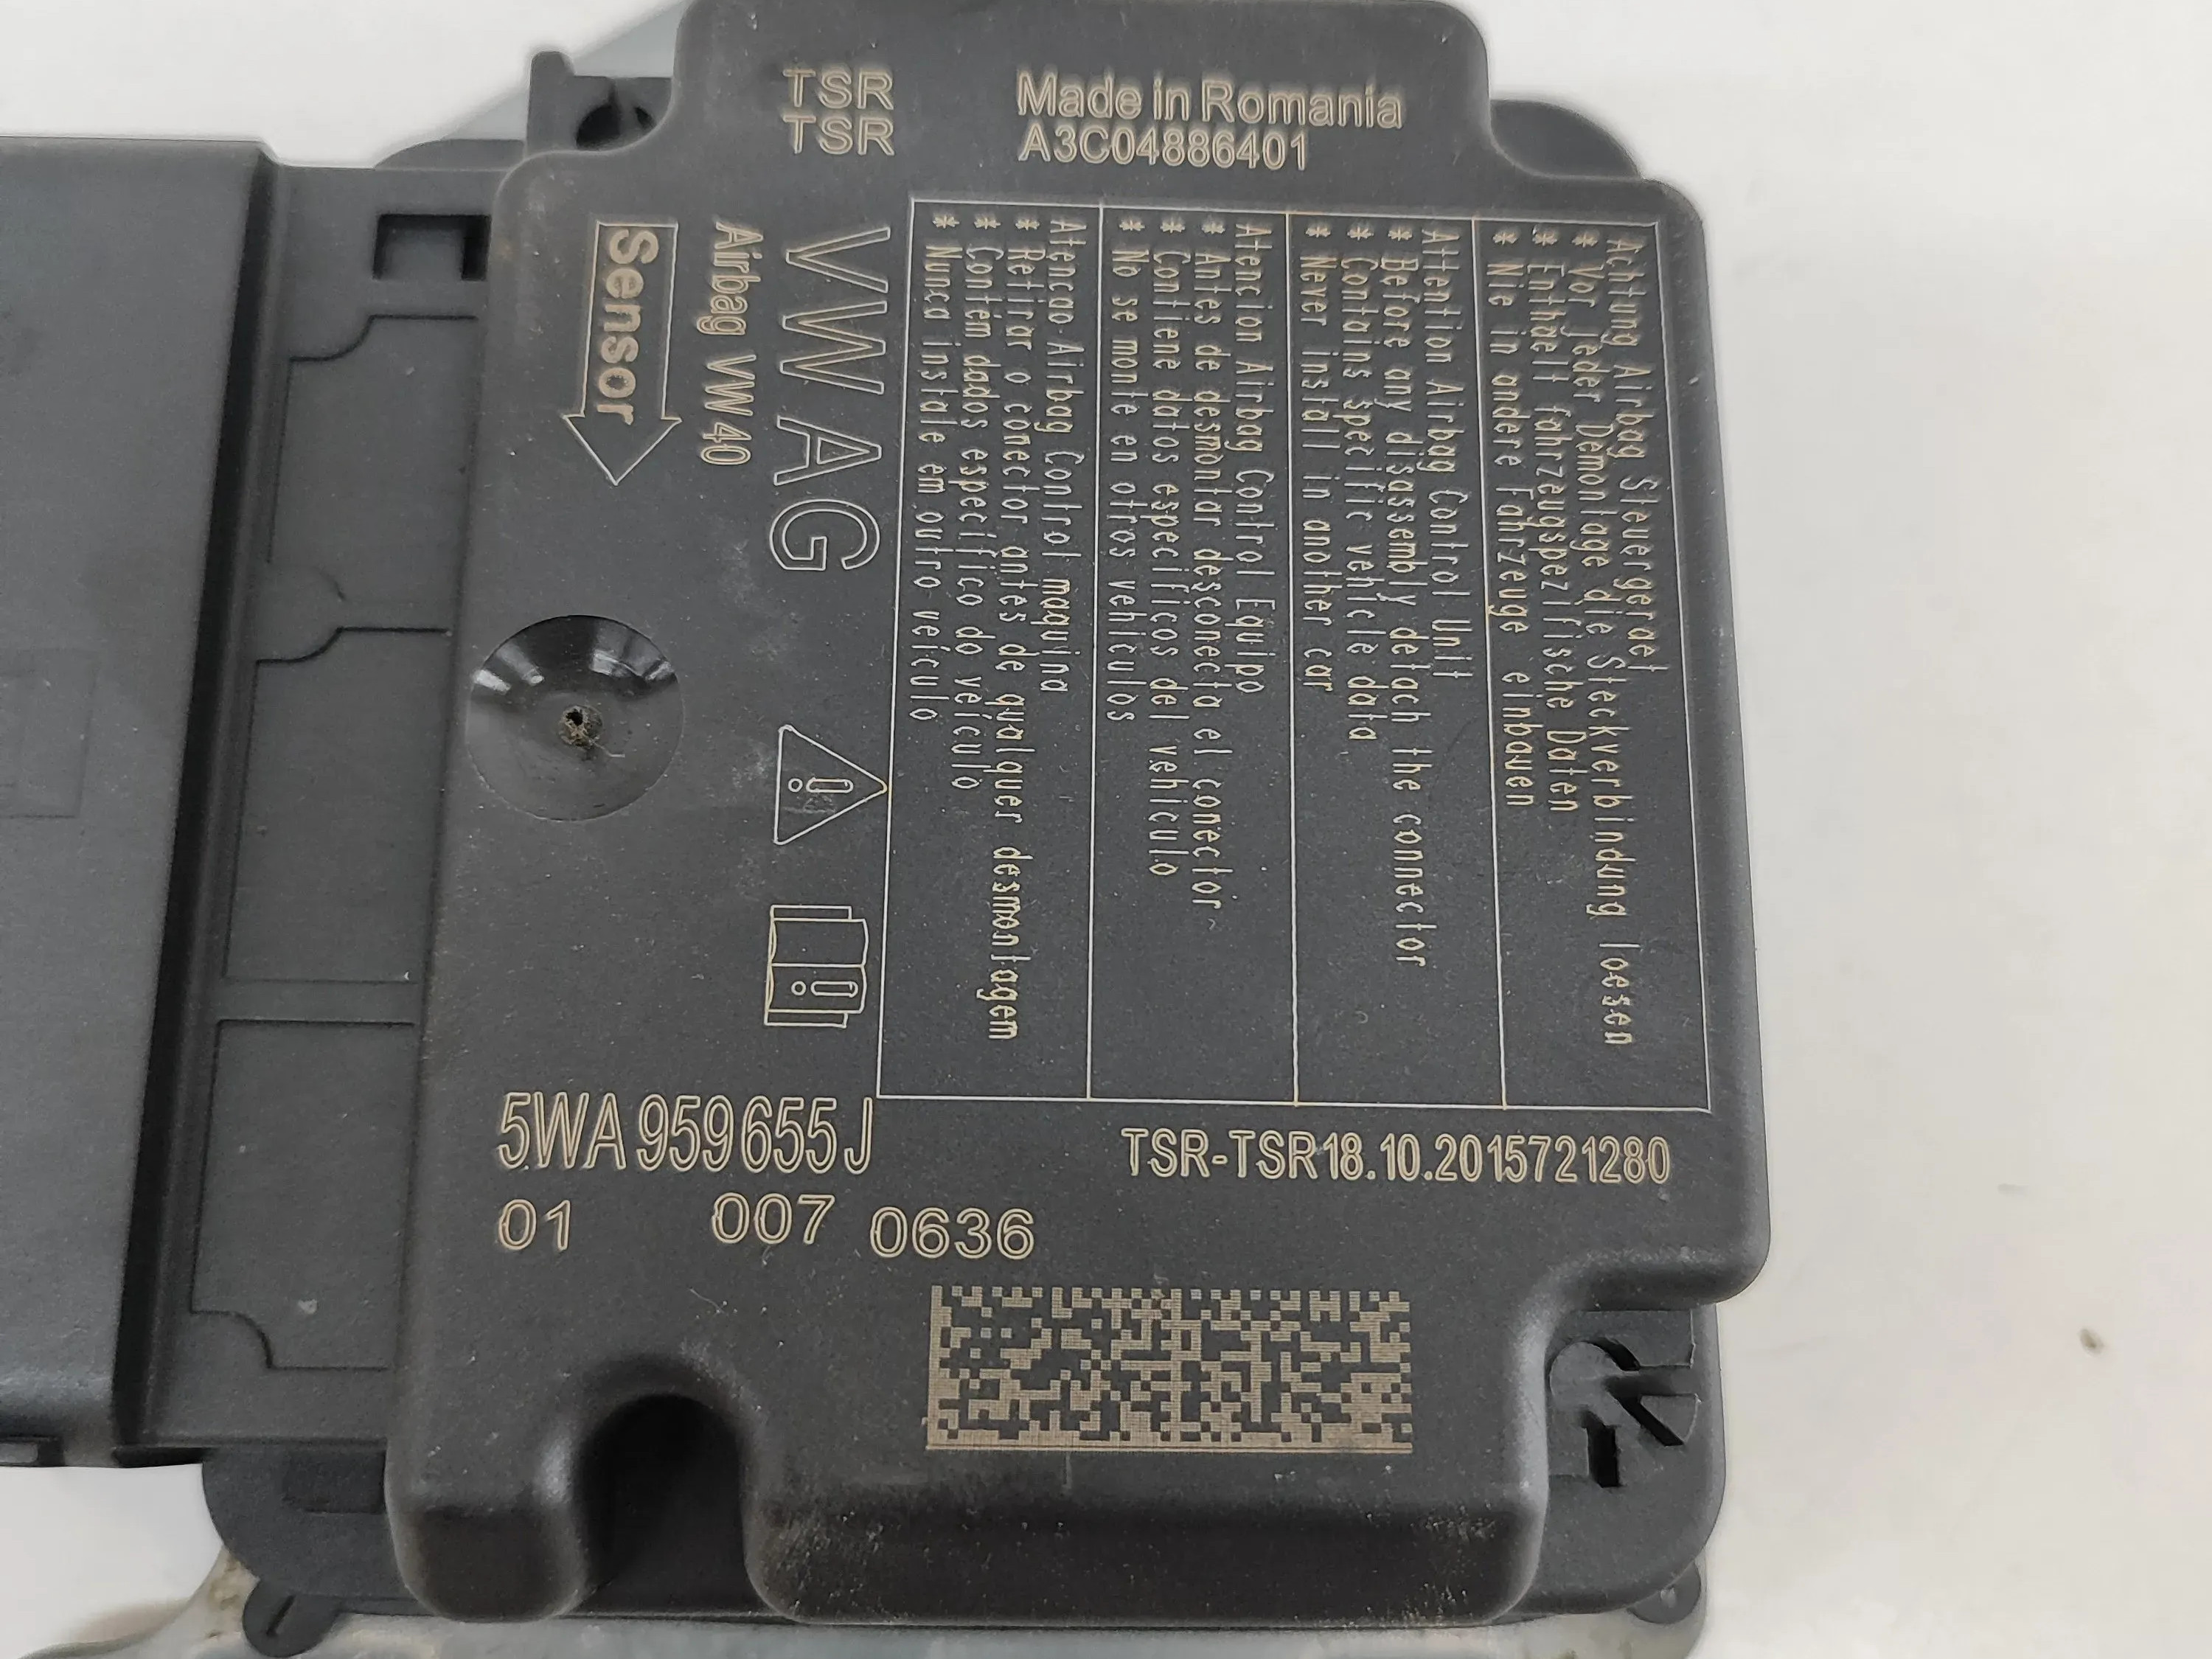 TSR
TSR
Made in Romania
A3C04886401
Achtung Airbag Steuergeraet
* Vor jeder Demontage die Steckverbindung loesen
* Enthaelt fahrzeugspezifische Daten
* Nie in andere Fahrzeuge einbauen
Attention Airbag Control Unit
* Before any disassembly detach the connector
* Contains specific vehicle data
* Never install in another car
Atencion Airbag Control Equipo
* Antes de desmontar desconecta el conector
* Contiene datos especificos del vehiculo
* No se monte en otros vehiculos
Atencao Airbag Control maquina
* Retirar o conector antes de qualquer desmontagem
* Contém dados específico do veículo
* Nunca instale em outro veículo
VW AG
Airbag VW 40
Sensor
5WA 959 655 J
01 007 0636
TSR-TSR18.10.2015721280